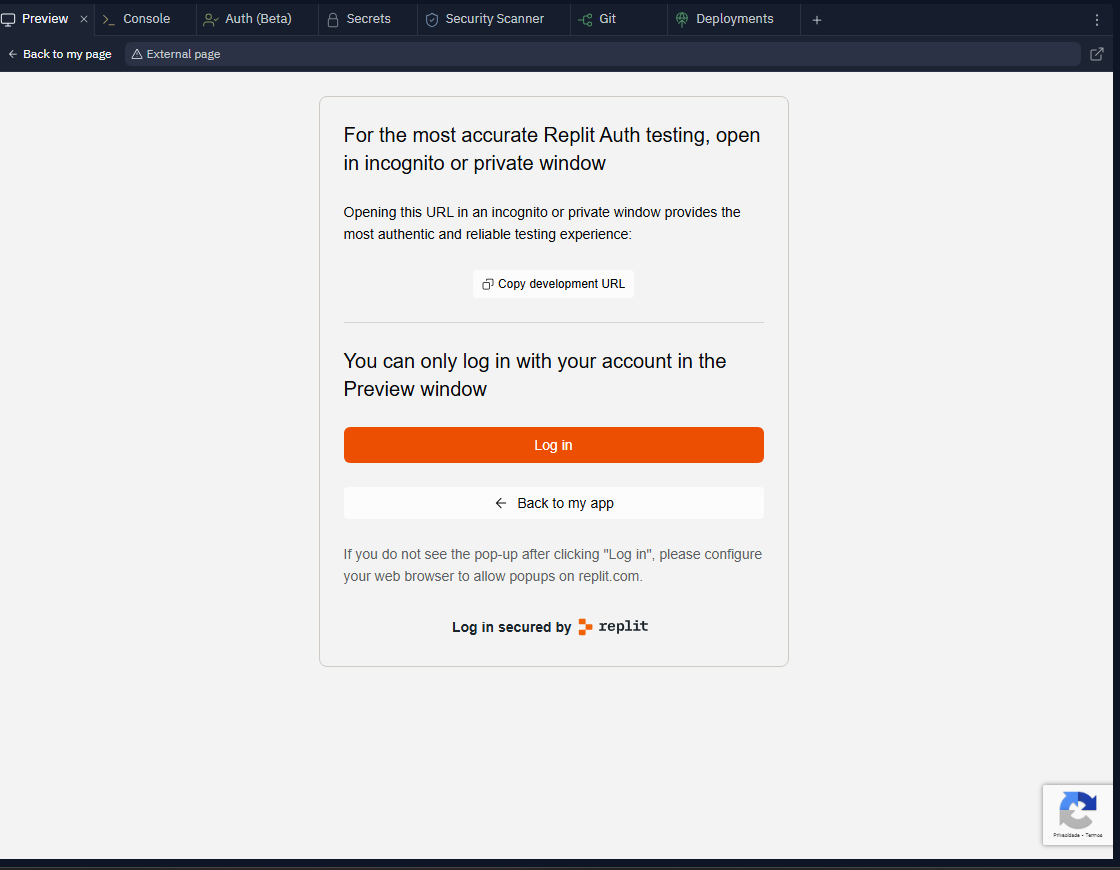 Preview
Console
Auth (Beta)
Secrets
Security Scanner
Git
Deployments
Back to my page
External page
For the most accurate Replit Auth testing, open
in incognito or private window
Opening this URL in an incognito or private window provides the
most authentic and reliable testing experience:
Copy development URL
You can only log in with your account in the
Preview window
Log in
Back to my app
If you do not see the pop-up after clicking "Log in", please configure
your web browser to allow popups on replit.com.
Log in secured by replit
Privacidade - Termos